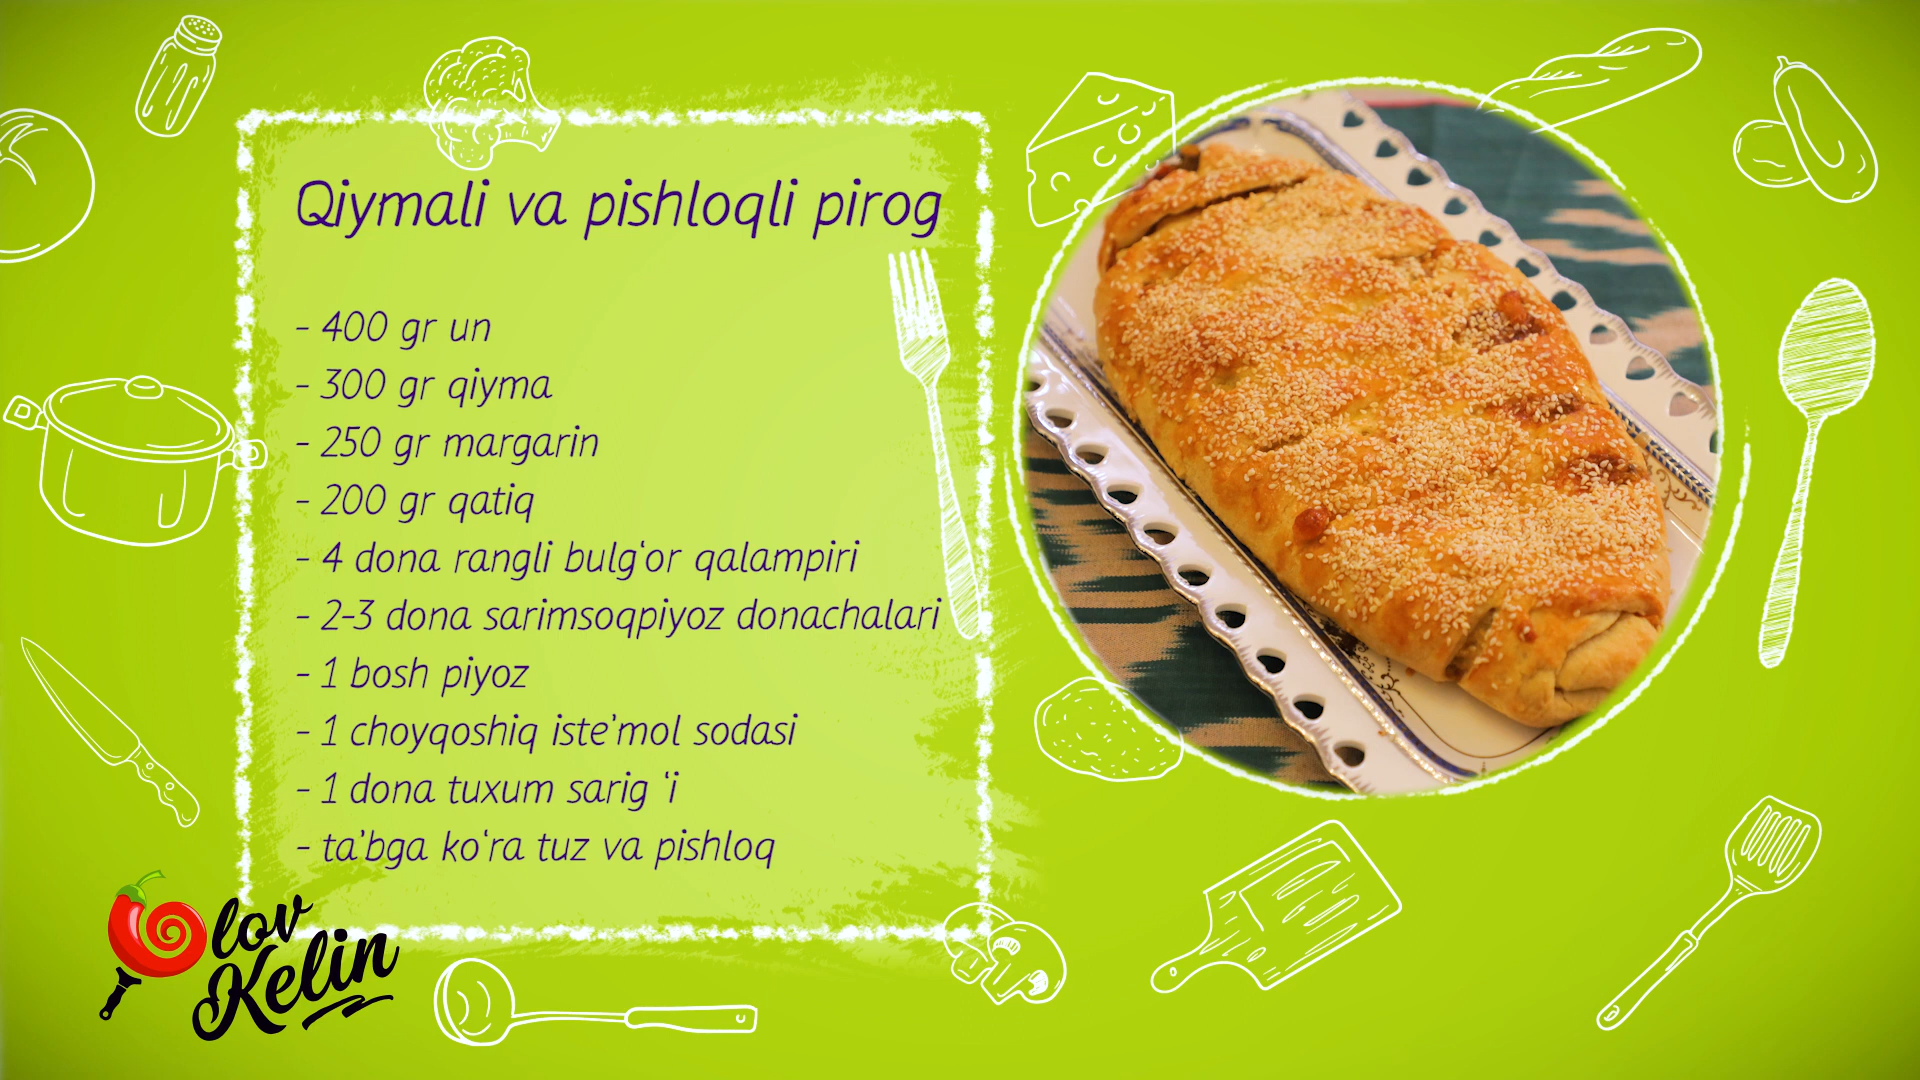 Qiymali va pishloqli pirog
- 400 gr un
- 300 gr qiyma
- 250 gr margarin
- 200 gr qatiq
- 4 dona rangli bulg‘or qalampiri
- 2-3 dona sarimsoqpiyoz donachalari
- 1 bosh piyoz
- 1 choyqoshiq iste’mol sodasi
- 1 dona tuxum sarig ‘i
- ta’bga ko‘ra tuz va pishloq
Olov
Kelin